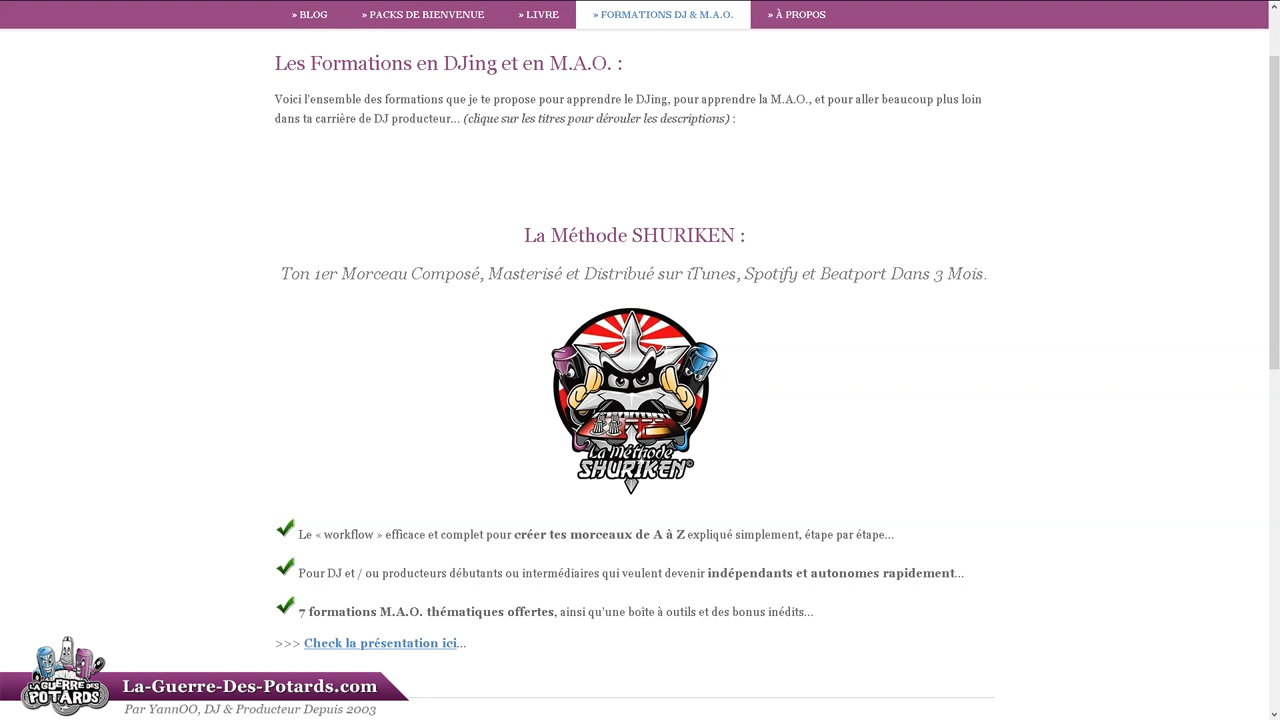 » BLOG » PACKS DE BIENVENUE » LIVRE » FORMATIONS DJ & M.A.O. » À PROPOS
Les Formations en DJing et en M.A.O. :
Voici l'ensemble des formations que je te propose pour apprendre le DJing, pour apprendre la M.A.O., et pour aller beaucoup plus loin
dans ta carrière de DJ producteur... (clique sur les titres pour dérouler les descriptions) :
La Méthode SHURIKEN :
Ton 1er Morceau Composé, Masterisé et Distribué sur iTunes, Spotify et Beatport Dans 3 Mois.
La Méthode
SHURIKEN©
Le « workflow » efficace et complet pour créer tes morceaux de A à Z expliqué simplement, étape par étape...
Pour DJ et / ou producteurs débutants ou intermédiaires qui veulent devenir indépendants et autonomes rapidement...
7 formations M.A.O. thématiques offertes, ainsi qu'une boîte à outils et des bonus inédits...
>>> Check la présentation ici...
LA GUERRE DES
POTARDS
La-Guerre-Des-Potards.com
Par YannOO, DJ & Producteur Depuis 2003